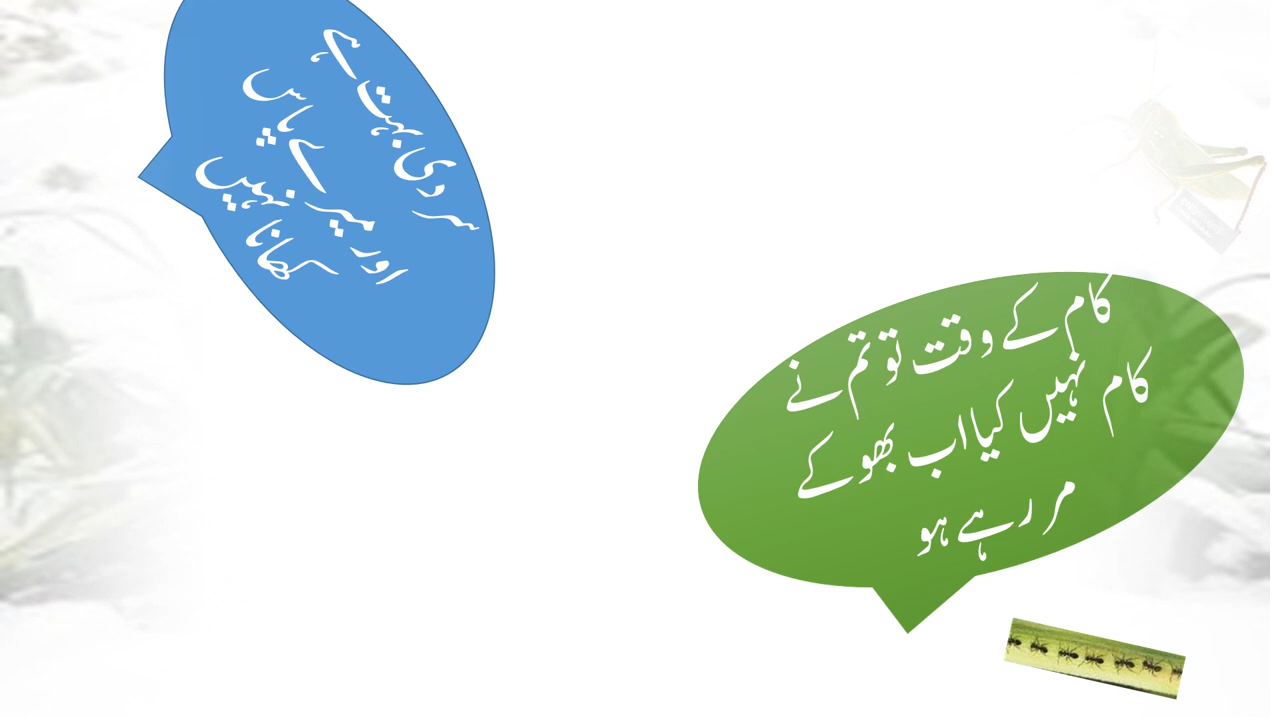 سردی بہت ہے
اور میرے پاس
کھانا نہیں
کام کے وقت تو تم نے
کام نہیں کیا اب بھوکے
مر رہے ہو